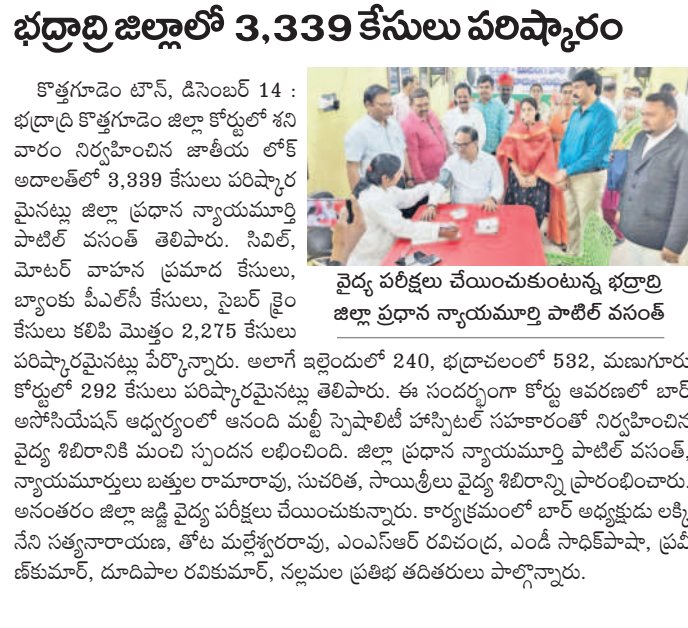 భద్రాద్రి జిల్లాలో 3,339 కేసులు పరిష్కారం
కొత్తగూడెం టౌన్, డిసెంబర్ 14 :
భద్రాద్రి కొత్తగూడెం జిల్లా కోర్టులో శని
వారం నిర్వహించిన జాతీయ లోక్
అదాలత్‌లో 3,339 కేసులు పరిష్కార
మైనట్లు జిల్లా ప్రధాన న్యాయమూర్తి
పాటిల్ వసంత్ తెలిపారు. సివిల్,
మోటర్ వాహన ప్రమాద కేసులు,
బ్యాంకు పీఎల్‌సీ కేసులు, సైబర్ క్రైం
కేసులు కలిపి మొత్తం 2,275 కేసులు
పరిష్కారమైనట్లు పేర్కొన్నారు. అలాగే ఇల్లెందులో 240, భద్రాచలంలో 532, మణుగూరు
కోర్టులో 292 కేసులు పరిష్కారమైనట్లు తెలిపారు. ఈ సందర్భంగా కోర్టు ఆవరణలో బార్
అసోసియేషన్ ఆధ్వర్యంలో ఆనంది మల్టీ స్పెషాలిటీ హాస్పిటల్ సహకారంతో నిర్వహించిన
వైద్య శిబిరానికి మంచి స్పందన లభించింది. జిల్లా ప్రధాన న్యాయమూర్తి పాటిల్ వసంత్,
న్యాయమూర్తులు బత్తుల రామారావు, సుచరిత, సాయిశ్రీలు వైద్య శిబిరాన్ని ప్రారంభించారు.
అనంతరం జిల్లా జడ్జి వైద్య పరీక్షలు చేయించుకున్నారు. కార్యక్రమంలో బార్ అధ్యక్షుడు లక్కి
నేని సత్యనారాయణ, తోట మల్లేశ్వరరావు, ఎంఎస్ఆర్ రవిచంద్ర, ఎండీ సాధిక్‌పాషా, ప్రవీ
ణ్‌కుమార్, దూదిపాల రవికుమార్, నల్లమల ప్రతిభ తదితరులు పాల్గొన్నారు.
వైద్య పరీక్షలు చేయించుకుంటున్న భద్రాద్రి
జిల్లా ప్రధాన న్యాయమూర్తి పాటిల్ వసంత్